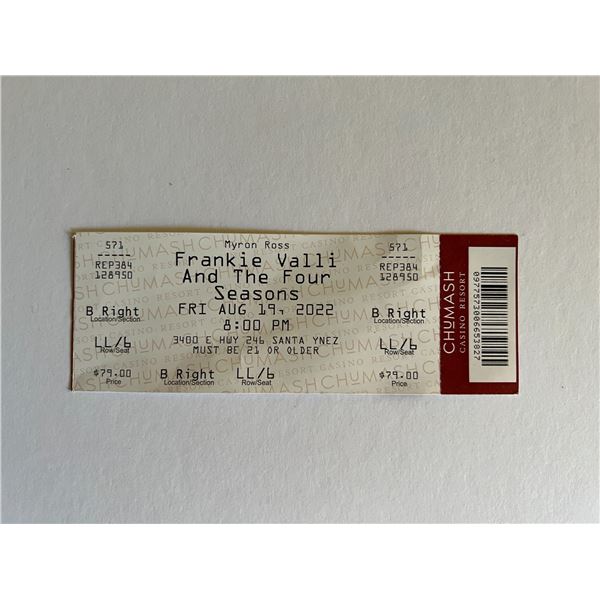 571
------
REP384
128950
B Right
Location/Section
LL/6
Row/Seat
$79.00
Price
Myron Ross
Frankie Valli
And The Four
Seasons
FRI AUG 19, 2022
8:00 PM
3400 E HWY 246 SANTA YNEZ
MUST BE 21 OR OLDER
B Right LL/6
Location/Section Row/Seat
571
------
REP384
128950
B Right
Location/Section
LL/6
Row/Seat
$79.00
Price
CHUMASH
CASINO RESORT
0977573006653827